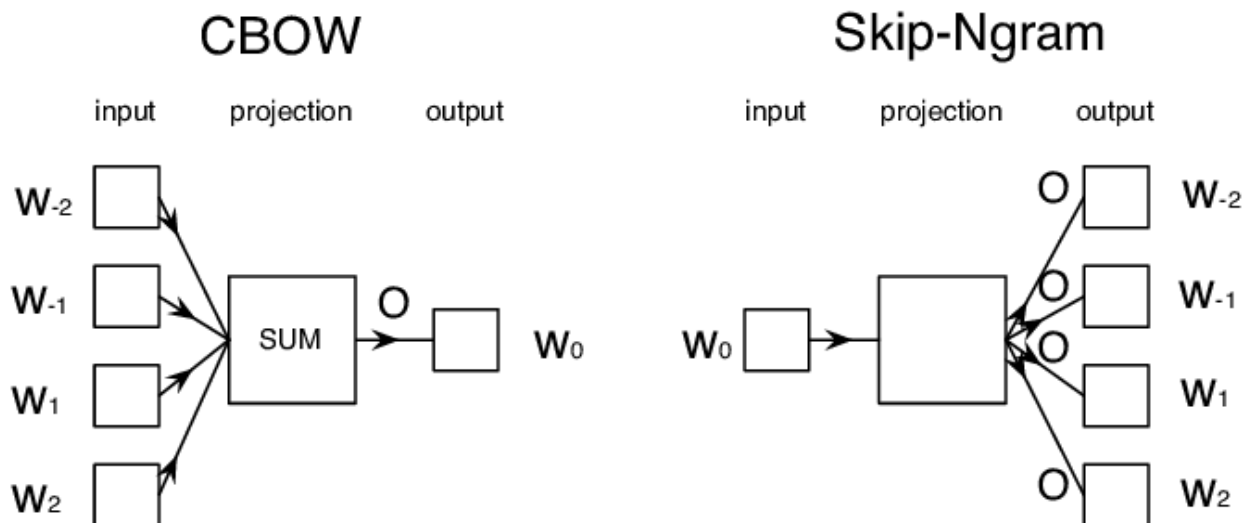 CBOW
input projection output
w-2
w-1
w1
w2
SUM
O
w0
Skip-Ngram
input projection output
w0
O
O
O
O
w-2
w-1
w1
w2